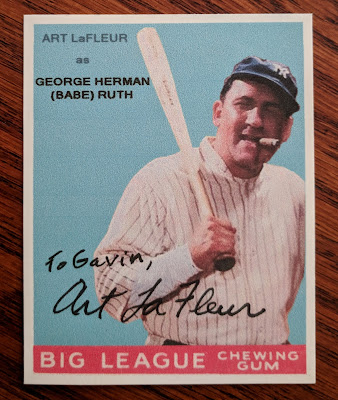 ART LaFLEUR
as
GEORGE HERMAN
(BABE) RUTH
To Gavin,
Art LaFleur
BIG LEAGUE CHEWING
GUM